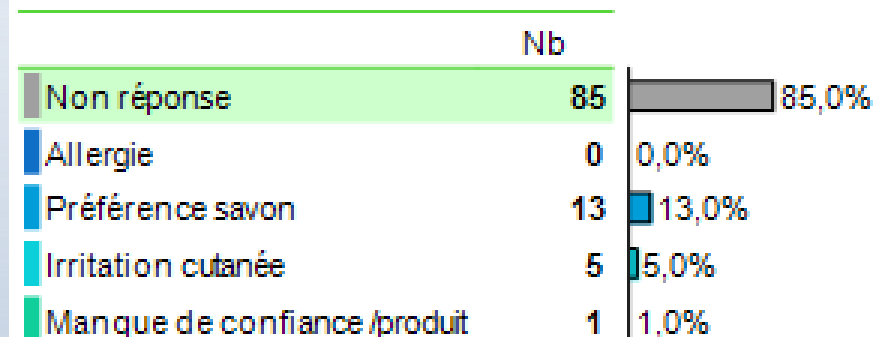 Nb
Non réponse 85 85,0%
Allergie 0 0,0%
Préférence savon 13 13,0%
Irritation cutanée 5 5,0%
Manque de confiance /produit 1 1,0%